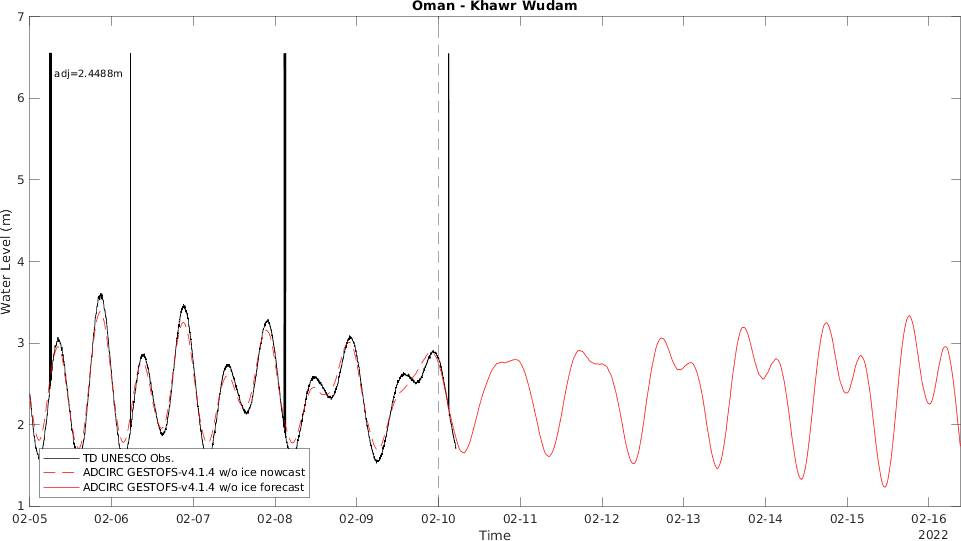 Oman - Khawr Wudam
7
6
5
4
3
2
1
Water Level (m)
adj=2.4488m
TD UNESCO Obs.
ADCIRC GESTOFS-v4.1.4 w/o ice nowcast
ADCIRC GESTOFS-v4.1.4 w/o ice forecast
02-05 02-06 02-07 02-08 02-09 02-10 02-11 02-12 02-13 02-14 02-15 02-16
Time
2022